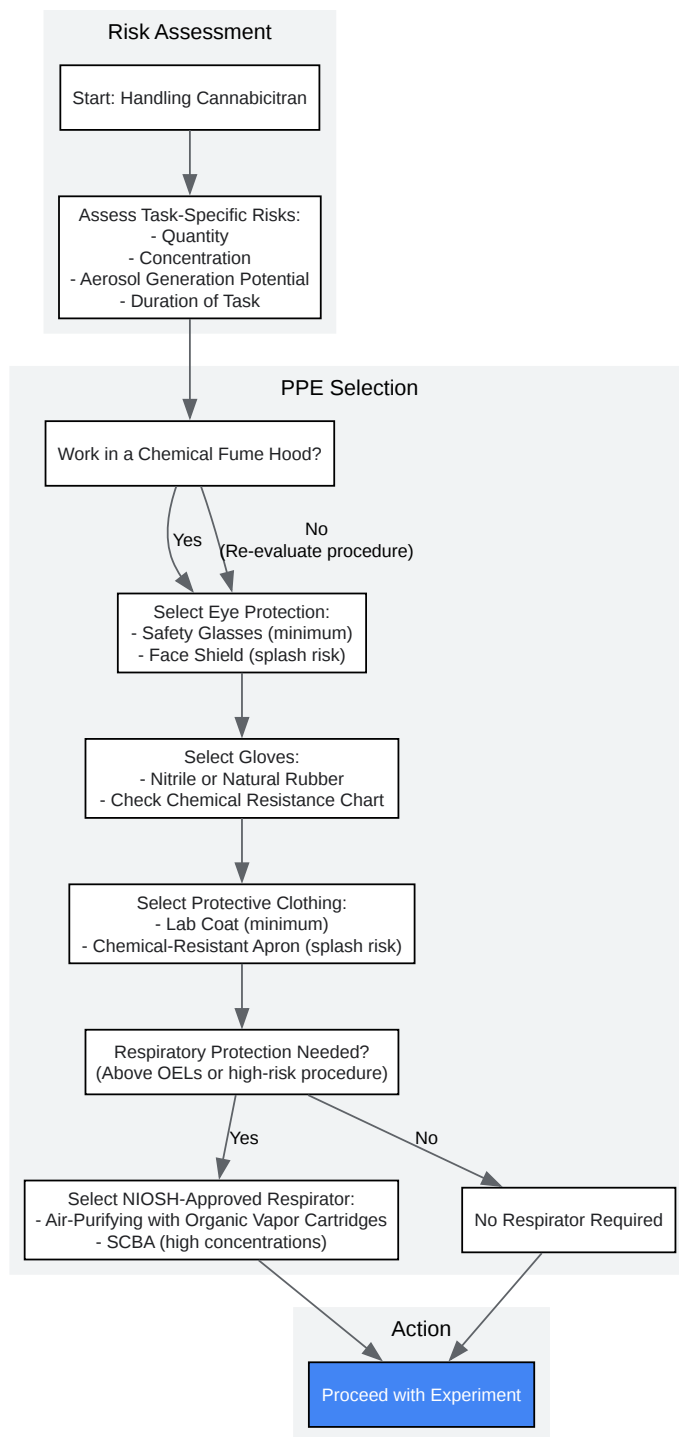 Risk Assessment
Start: Handling Cannabicitran
Assess Task-Specific Risks:
- Quantity
- Concentration
- Aerosol Generation Potential
- Duration of Task
PPE Selection
Work in a Chemical Fume Hood?
Yes
No
(Re-evaluate procedure)
Select Eye Protection:
- Safety Glasses (minimum)
- Face Shield (splash risk)
Select Gloves:
- Nitrile or Natural Rubber
- Check Chemical Resistance Chart
Select Protective Clothing:
- Lab Coat (minimum)
- Chemical-Resistant Apron (splash risk)
Respiratory Protection Needed?
(Above OELs or high-risk procedure)
Yes
No
Select NIOSH-Approved Respirator:
- Air-Purifying with Organic Vapor Cartridges
- SCBA (high concentrations)
No Respirator Required
Action
Proceed with Experiment